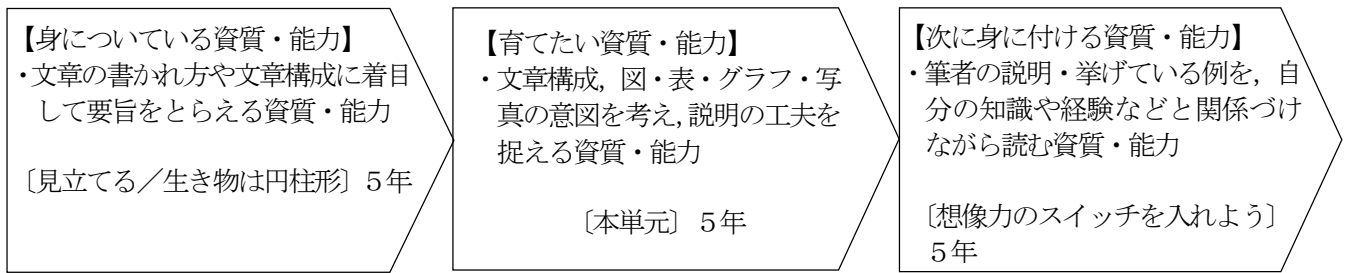 【身についている資質・能力】
・文章の書かれ方や文章構成に着目
して要旨をとらえる資質・能力
〔見立てる/生き物は円柱形〕5年
【育てたい資質・能力】
・文章構成，図・表・グラフ・写
真の意図を考え,説明の工夫を
捉える資質・能力
〔本単元〕5年
【次に身に付ける資質・能力】
・筆者の説明・挙げている例を，自
分の知識や経験などと関係づけ
ながら読む資質・能力
〔想像力のスイッチを入れよう〕
5年